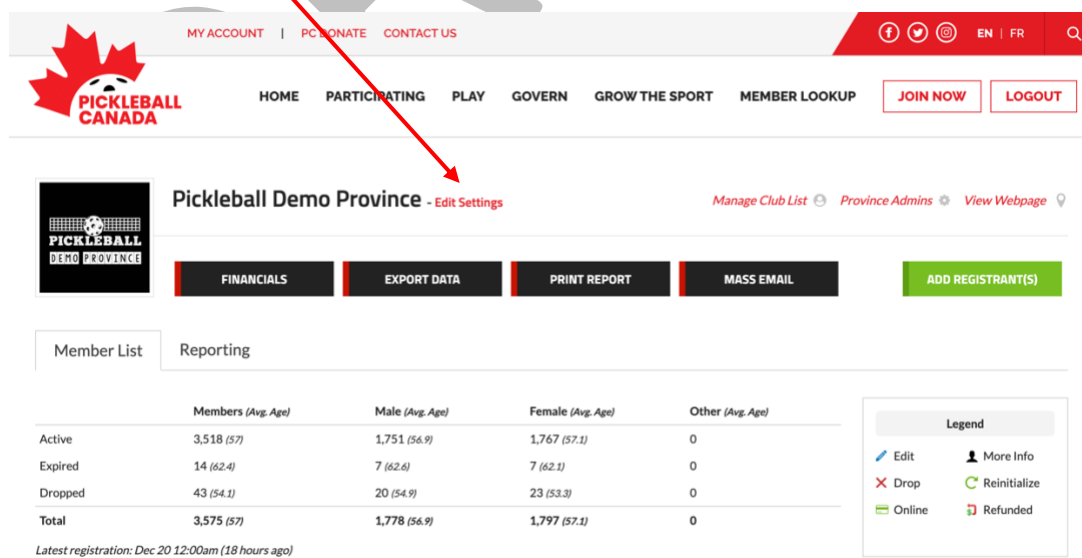 MY ACCOUNT | PC DONATE CONTACT US EN | FR
PICKLEBALL CANADA
HOME PARTICIPATING PLAY GOVERN GROW THE SPORT MEMBER LOOKUP JOIN NOW LOGOUT
PICKLEBALL
DEMO PROVINCE
Pickleball Demo Province - Edit Settings
Manage Club List Province Admins View Webpage
FINANCIALS EXPORT DATA PRINT REPORT MASS EMAIL ADD REGISTRANT(S)
Member List Reporting
Members (Avg. Age) Male (Avg. Age) Female (Avg. Age) Other (Avg. Age)
Active 3,518 (57) 1,751 (56.9) 1,767 (57.1) 0
Expired 14 (62.4) 7 (62.6) 7 (62.1) 0
Dropped 43 (54.1) 20 (54.9) 23 (53.3) 0
Total 3,575 (57) 1,778 (56.9) 1,797 (57.1) 0
Latest registration: Dec 20 12:00am (18 hours ago)
Legend
Edit More Info
Drop Reinitialize
Online Refunded